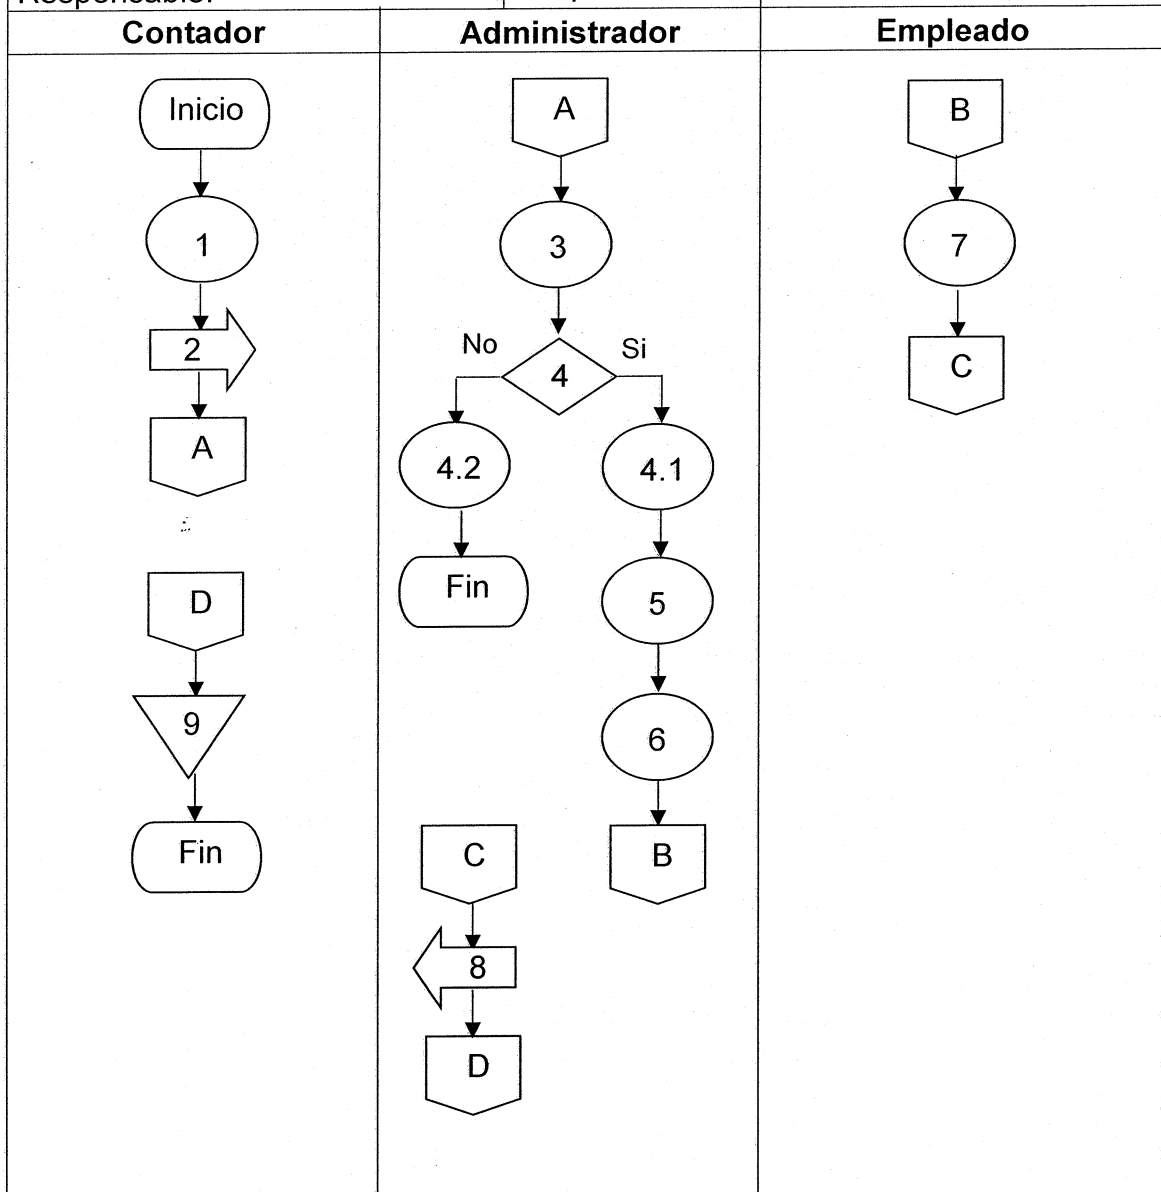 Responsable:
Contador
Administrador
Empleado
Inicio
1
2
A
D
9
Fin
A
3
No
4
Si
4.2
4.1
Fin
5
6
B
C
8
D
B
7
C